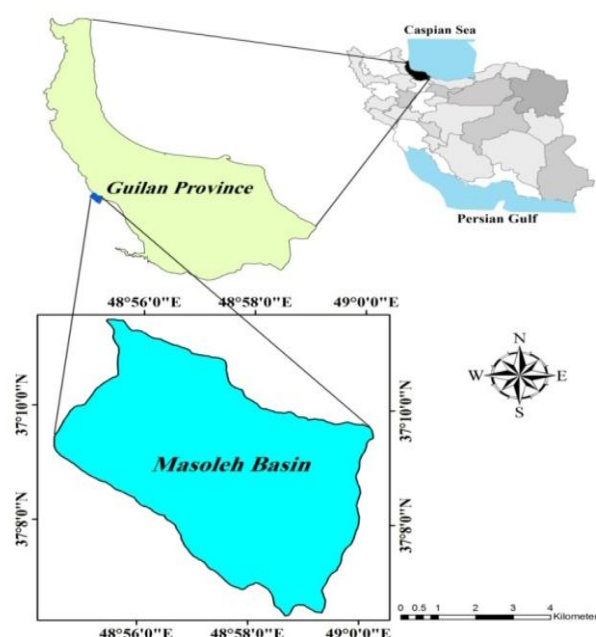 Caspian Sea
Guilan Province
Persian Gulf
48°56'0"E 48°58'0"E 49°0'0"E
N
W E
S
37°10'0"N 37°10'0"N
Masoleh Basin
37°8'0"N 37°8'0"N
48°56'0"E 48°58'0"E 49°0'0"E
0 0.5 1 2 3 4
Kilometer